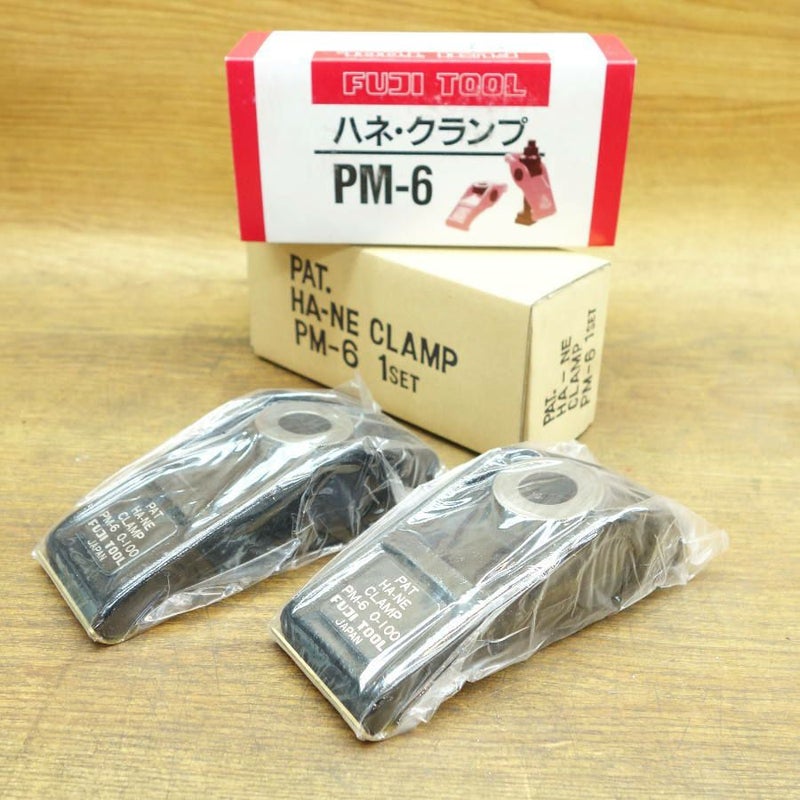 FUJI TOOL
ハネ・クランプ
PM-6
PAT.
HA-NE CLAMP
PM-6 1SET
PAT.
HA-NE
CLAMP
PM-6 1SET
PAT
HA-NE
CLAMP
PM-6 0-100
FUJI TOOL
JAPAN
PAT
HA-NE
CLAMP
PM-6 0-100
FUJI TOOL
JAPAN